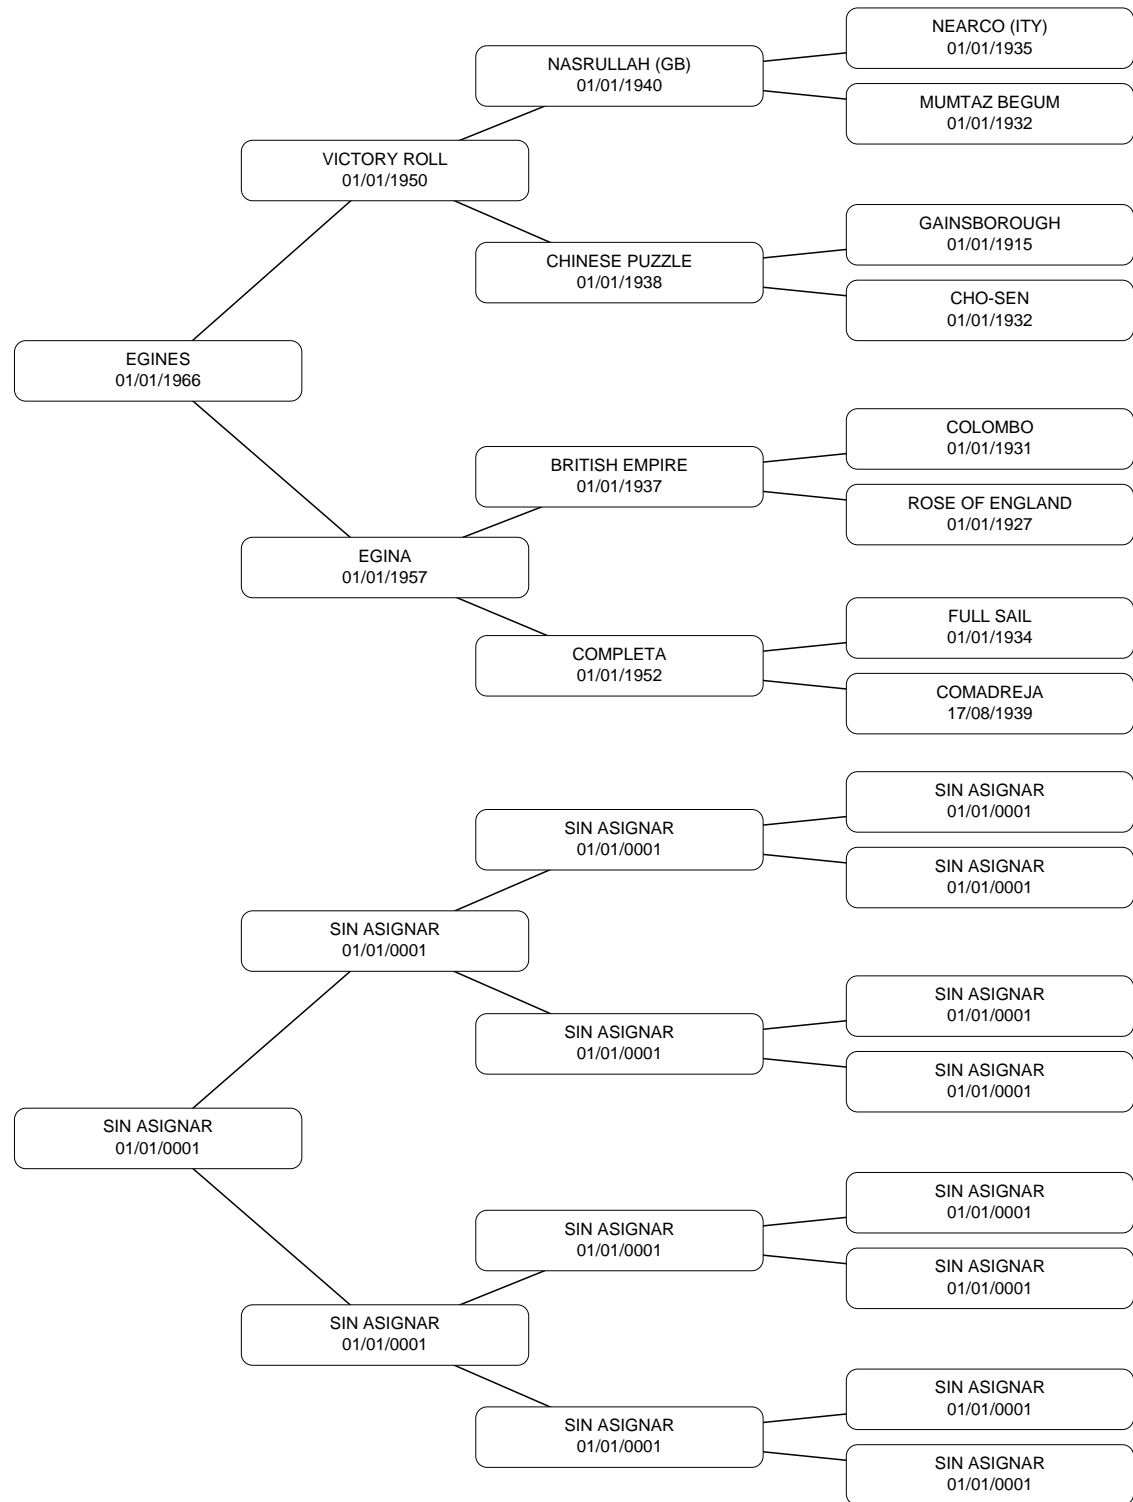 NEARCO (ITY)
01/01/1935
NASRULLAH (GB)
01/01/1940
MUMTAZ BEGUM
01/01/1932
VICTORY ROLL
01/01/1950
GAINSBOROUGH
01/01/1915
CHINESE PUZZLE
01/01/1938
CHO-SEN
01/01/1932
EGINES
01/01/1966
COLOMBO
01/01/1931
BRITISH EMPIRE
01/01/1937
ROSE OF ENGLAND
01/01/1927
EGINA
01/01/1957
FULL SAIL
01/01/1934
COMPLETA
01/01/1952
COMADREJA
17/08/1939
SIN ASIGNAR
01/01/0001
SIN ASIGNAR
01/01/0001
SIN ASIGNAR
01/01/0001
SIN ASIGNAR
01/01/0001
SIN ASIGNAR
01/01/0001
SIN ASIGNAR
01/01/0001
SIN ASIGNAR
01/01/0001
SIN ASIGNAR
01/01/0001
SIN ASIGNAR
01/01/0001
SIN ASIGNAR
01/01/0001
SIN ASIGNAR
01/01/0001
SIN ASIGNAR
01/01/0001
SIN ASIGNAR
01/01/0001
SIN ASIGNAR
01/01/0001
SIN ASIGNAR
01/01/0001